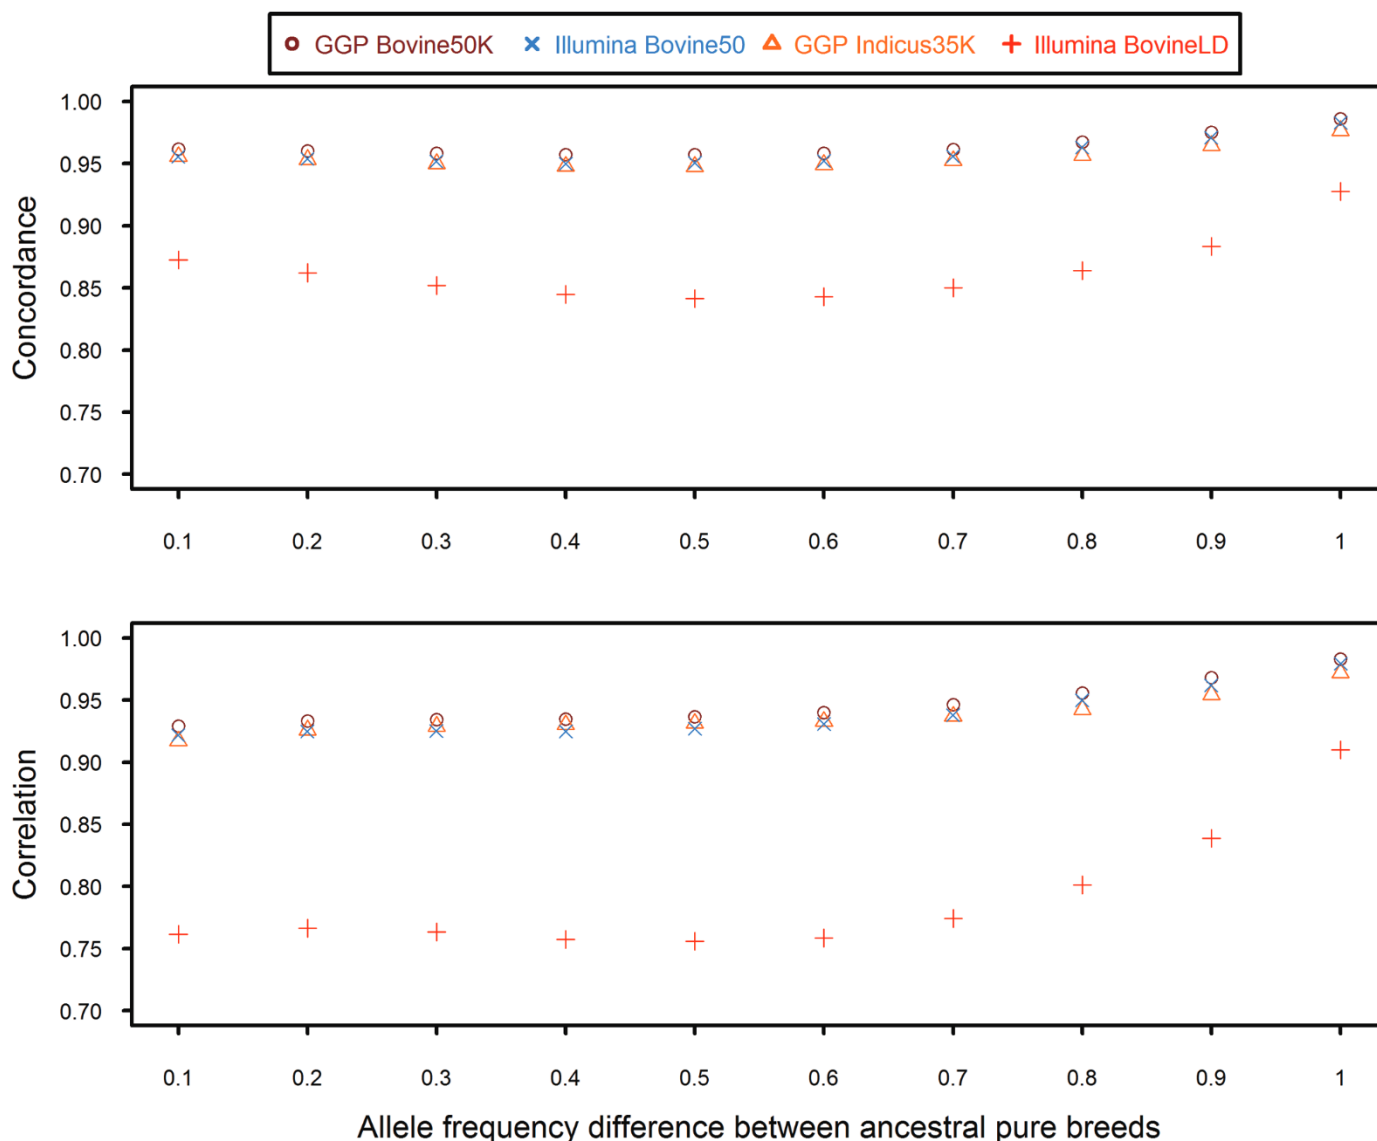 GGP Bovine50K Illumina Bovine50 GGP Indicus35K Illumina BovineLD
Concordance
1.00
0.95
0.90
0.85
0.80
0.75
0.70
0.1 0.2 0.3 0.4 0.5 0.6 0.7 0.8 0.9 1
Correlation
1.00
0.95
0.90
0.85
0.80
0.75
0.70
0.1 0.2 0.3 0.4 0.5 0.6 0.7 0.8 0.9 1
Allele frequency difference between ancestral pure breeds